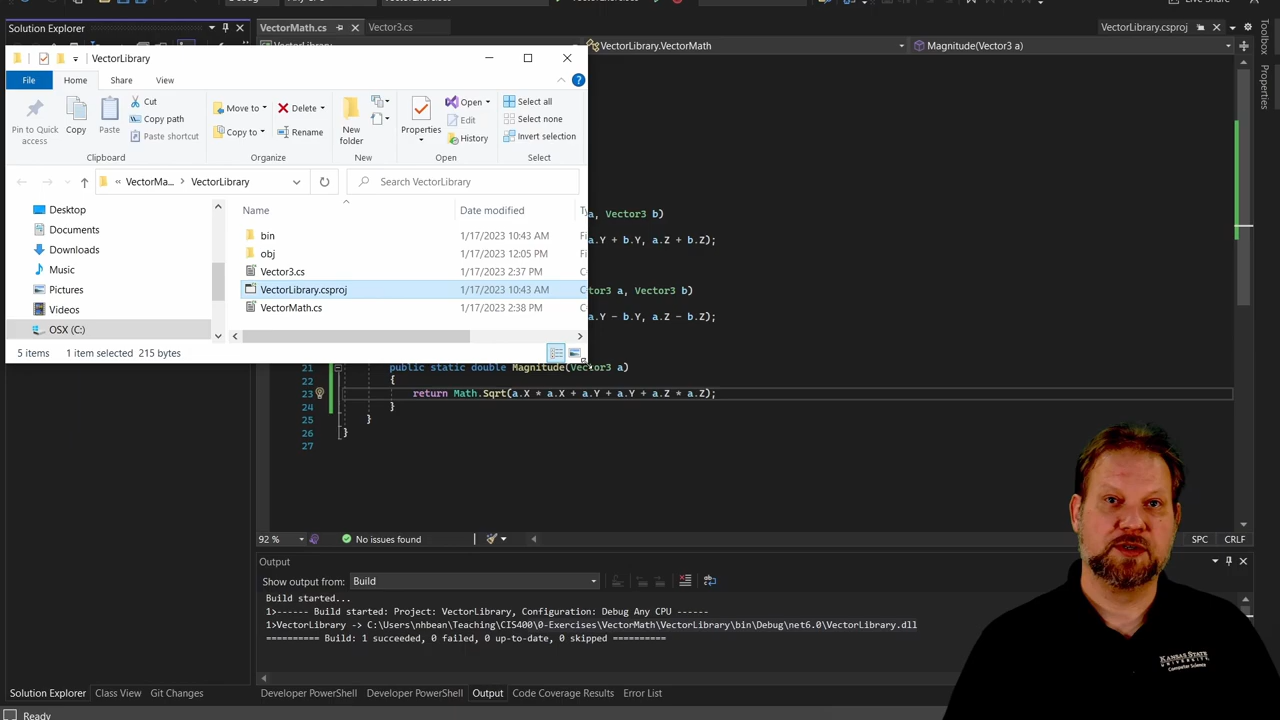 Solution Explorer
VectorMath.cs
Vector3.cs
VectorLibrary.csproj
VectorLibrary
VectorLibrary.VectorMath
Magnitude(Vector3 a)
Toolbox
Properties
File
Home
Share
View
Pin to Quick access
Copy
Paste
Cut
Copy path
Paste shortcut
Clipboard
Move to
Copy to
Delete
Rename
Organize
New folder
New
Properties
Open
Edit
History
Open
Select all
Select none
Invert selection
Select
« VectorMa... > VectorLibrary
Search VectorLibrary
Name
Date modified
Ty
Desktop
Documents
Downloads
Music
Pictures
Videos
OSX (C:)
bin 1/17/2023 10:43 AM Fi
obj 1/17/2023 12:05 PM Fi
Vector3.cs 1/17/2023 2:37 PM C
VectorLibrary.csproj 1/17/2023 10:43 AM C
VectorMath.cs 1/17/2023 2:38 PM C
5 items 1 item selected 215 bytes
a, Vector3 b)
a.Y + b.Y, a.Z + b.Z);
ctor3 a, Vector3 b)
a.Y - b.Y, a.Z - b.Z);
21 public static double Magnitude(Vector3 a)
22 {
23 return Math.Sqrt(a.X * a.X + a.Y + a.Y + a.Z * a.Z);
24 }
25 }
26 }
27
92 %
No issues found
SPC
CRLF
Output
Show output from: Build
Build started...
1>------ Build started: Project: VectorLibrary, Configuration: Debug Any CPU ------
1>VectorLibrary -> C:\Users\nhbean\Teaching\CIS400\0-Exercises\VectorMath\VectorLibrary\bin\Debug\net6.0\VectorLibrary.dll
========== Build: 1 succeeded, 0 failed, 0 up-to-date, 0 skipped ==========
Solution Explorer
Class View
Git Changes
Developer PowerShell
Developer PowerShell
Output
Code Coverage Results
Error List
Ready
KANSAS STATE
UNIVERSITY
Computer Science